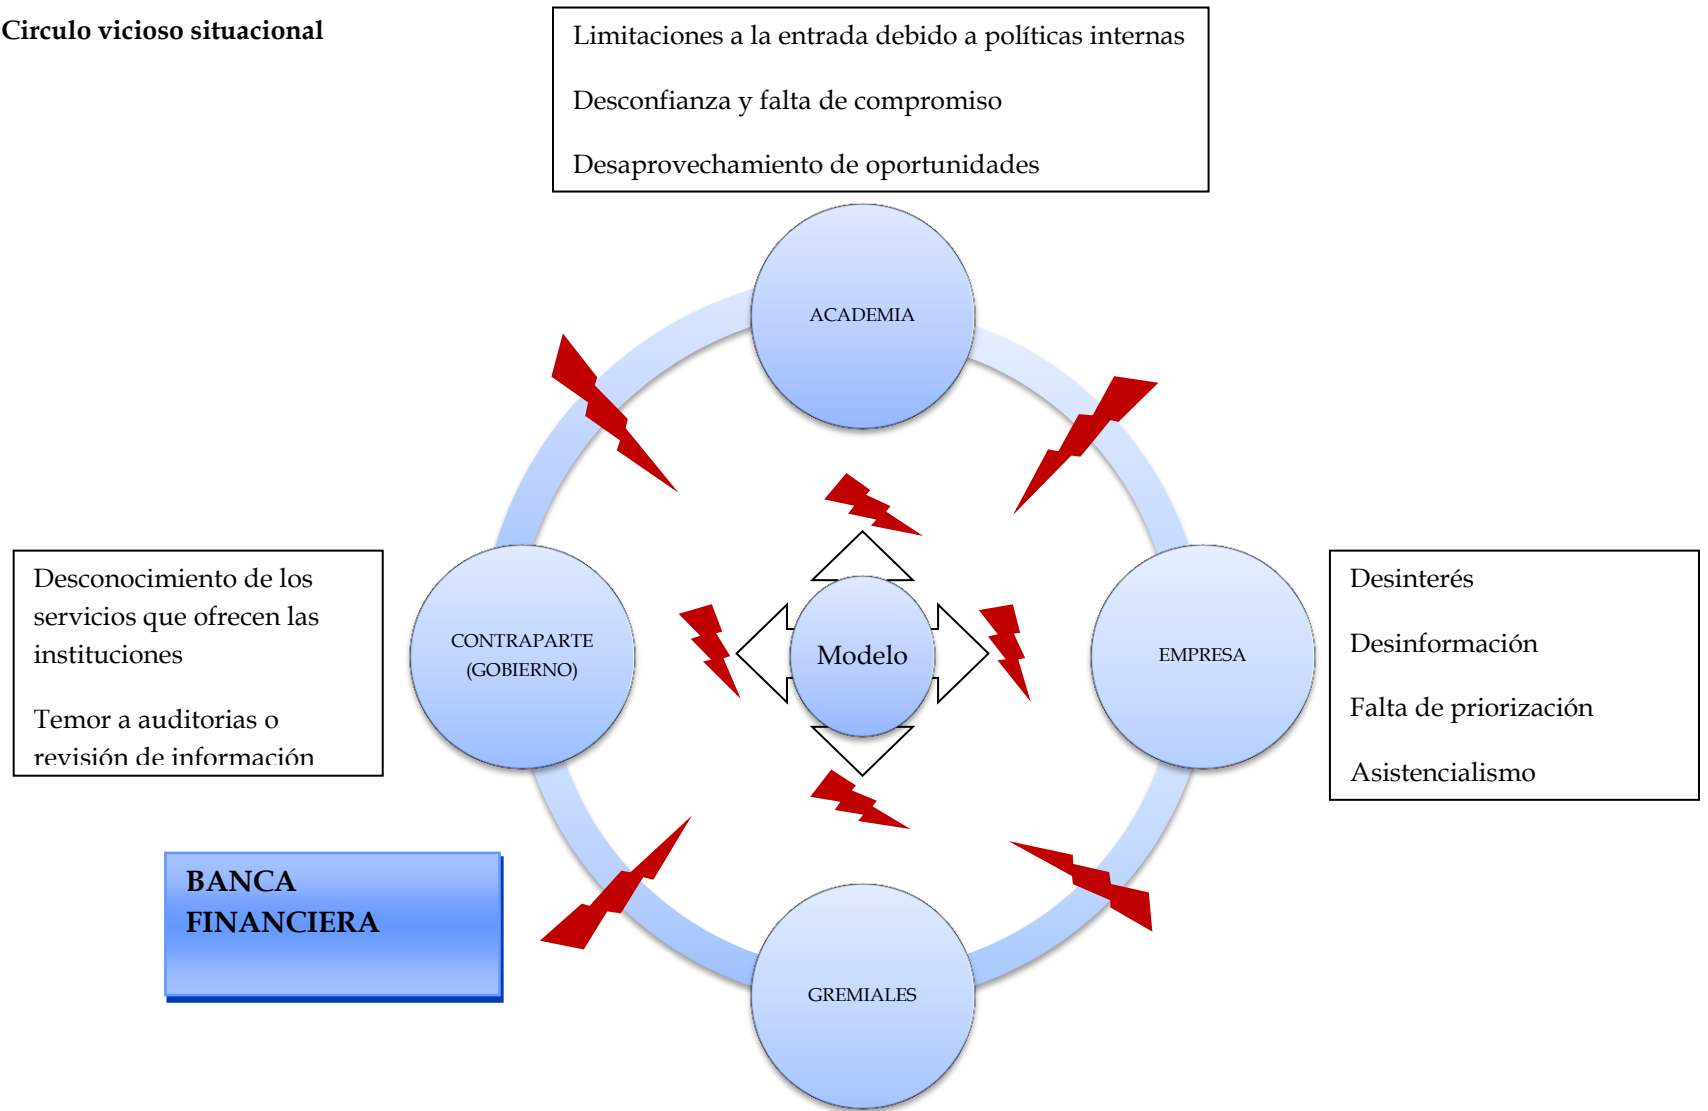 Circulo vicioso situacional
Limitaciones a la entrada debido a políticas internas
Desconfianza y falta de compromiso
Desaprovechamiento de oportunidades
ACADEMIA
Desconocimiento de los
servicios que ofrecen las
instituciones
Temor a auditorias o
revisión de información
CONTRAPARTE
(GOBIERNO)
Modelo
EMPRESA
Desinterés
Desinformación
Falta de priorización
Asistencialismo
BANCA
FINANCIERA
GREMIALES